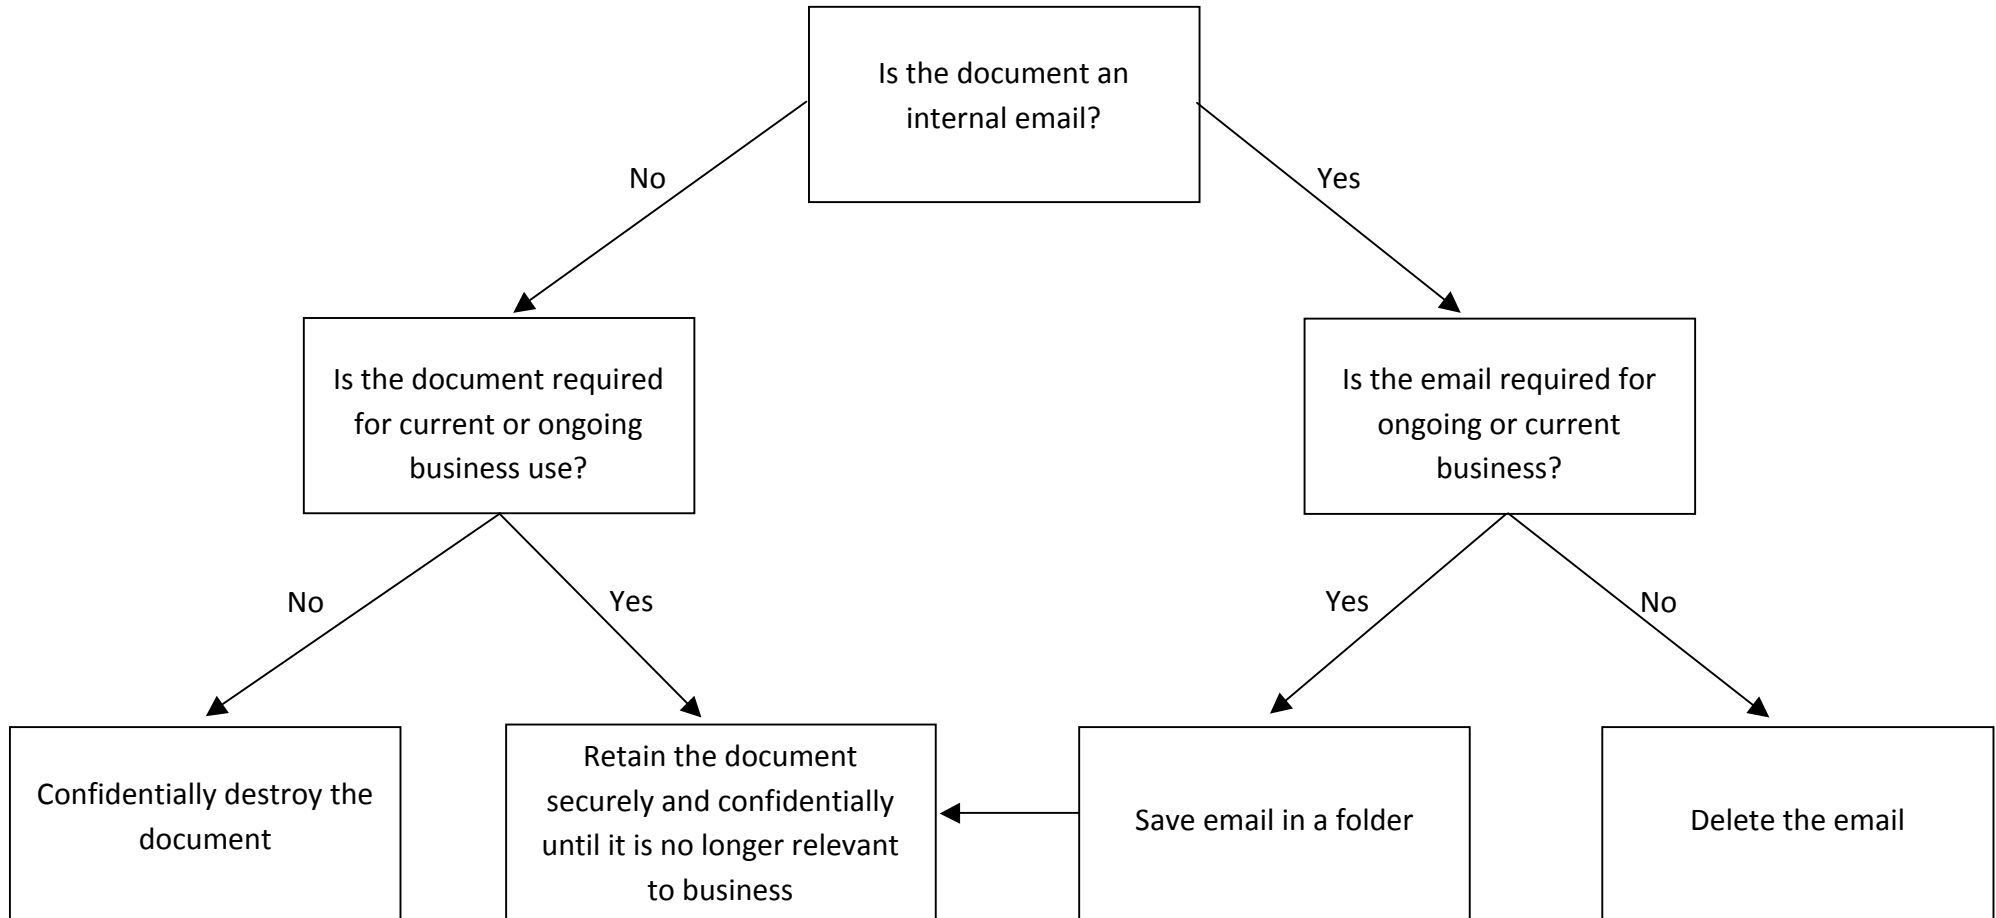 Is the document an
internal email?
No
Yes
Is the document required
for current or ongoing
business use?
Is the email required for
ongoing or current
business?
No
Yes
Yes
No
Confidentially destroy the
document
Retain the document
securely and confidentially
until it is no longer relevant
to business
Save email in a folder
Delete the email